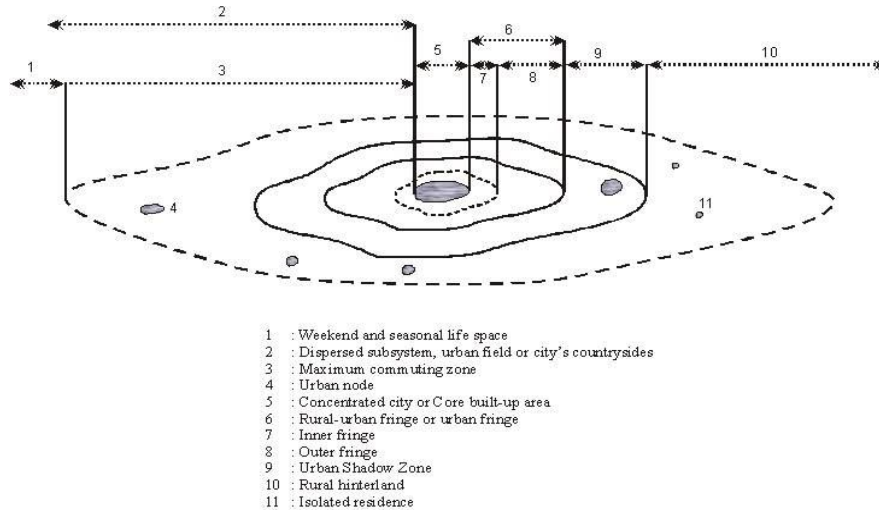 2
6
5
9
10
1
3
7
8
4
11
1 : Weekend and seasonal life space
2 : Dispersed subsystem, urban field or city's countrysides
3 : Maximum commuting zone
4 : Urban node
5 : Concentrated city or Core built-up area
6 : Rural-urban fringe or urban fringe
7 : Inner fringe
8 : Outer fringe
9 : Urban Shadow Zone
10 : Rural hinterland
11 : Isolated residence